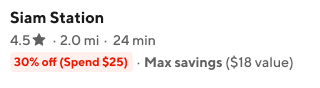 Siam Station
4.5★ · 2.0 mi · 24 min
30% off (Spend $25) · Max savings ($18 value)